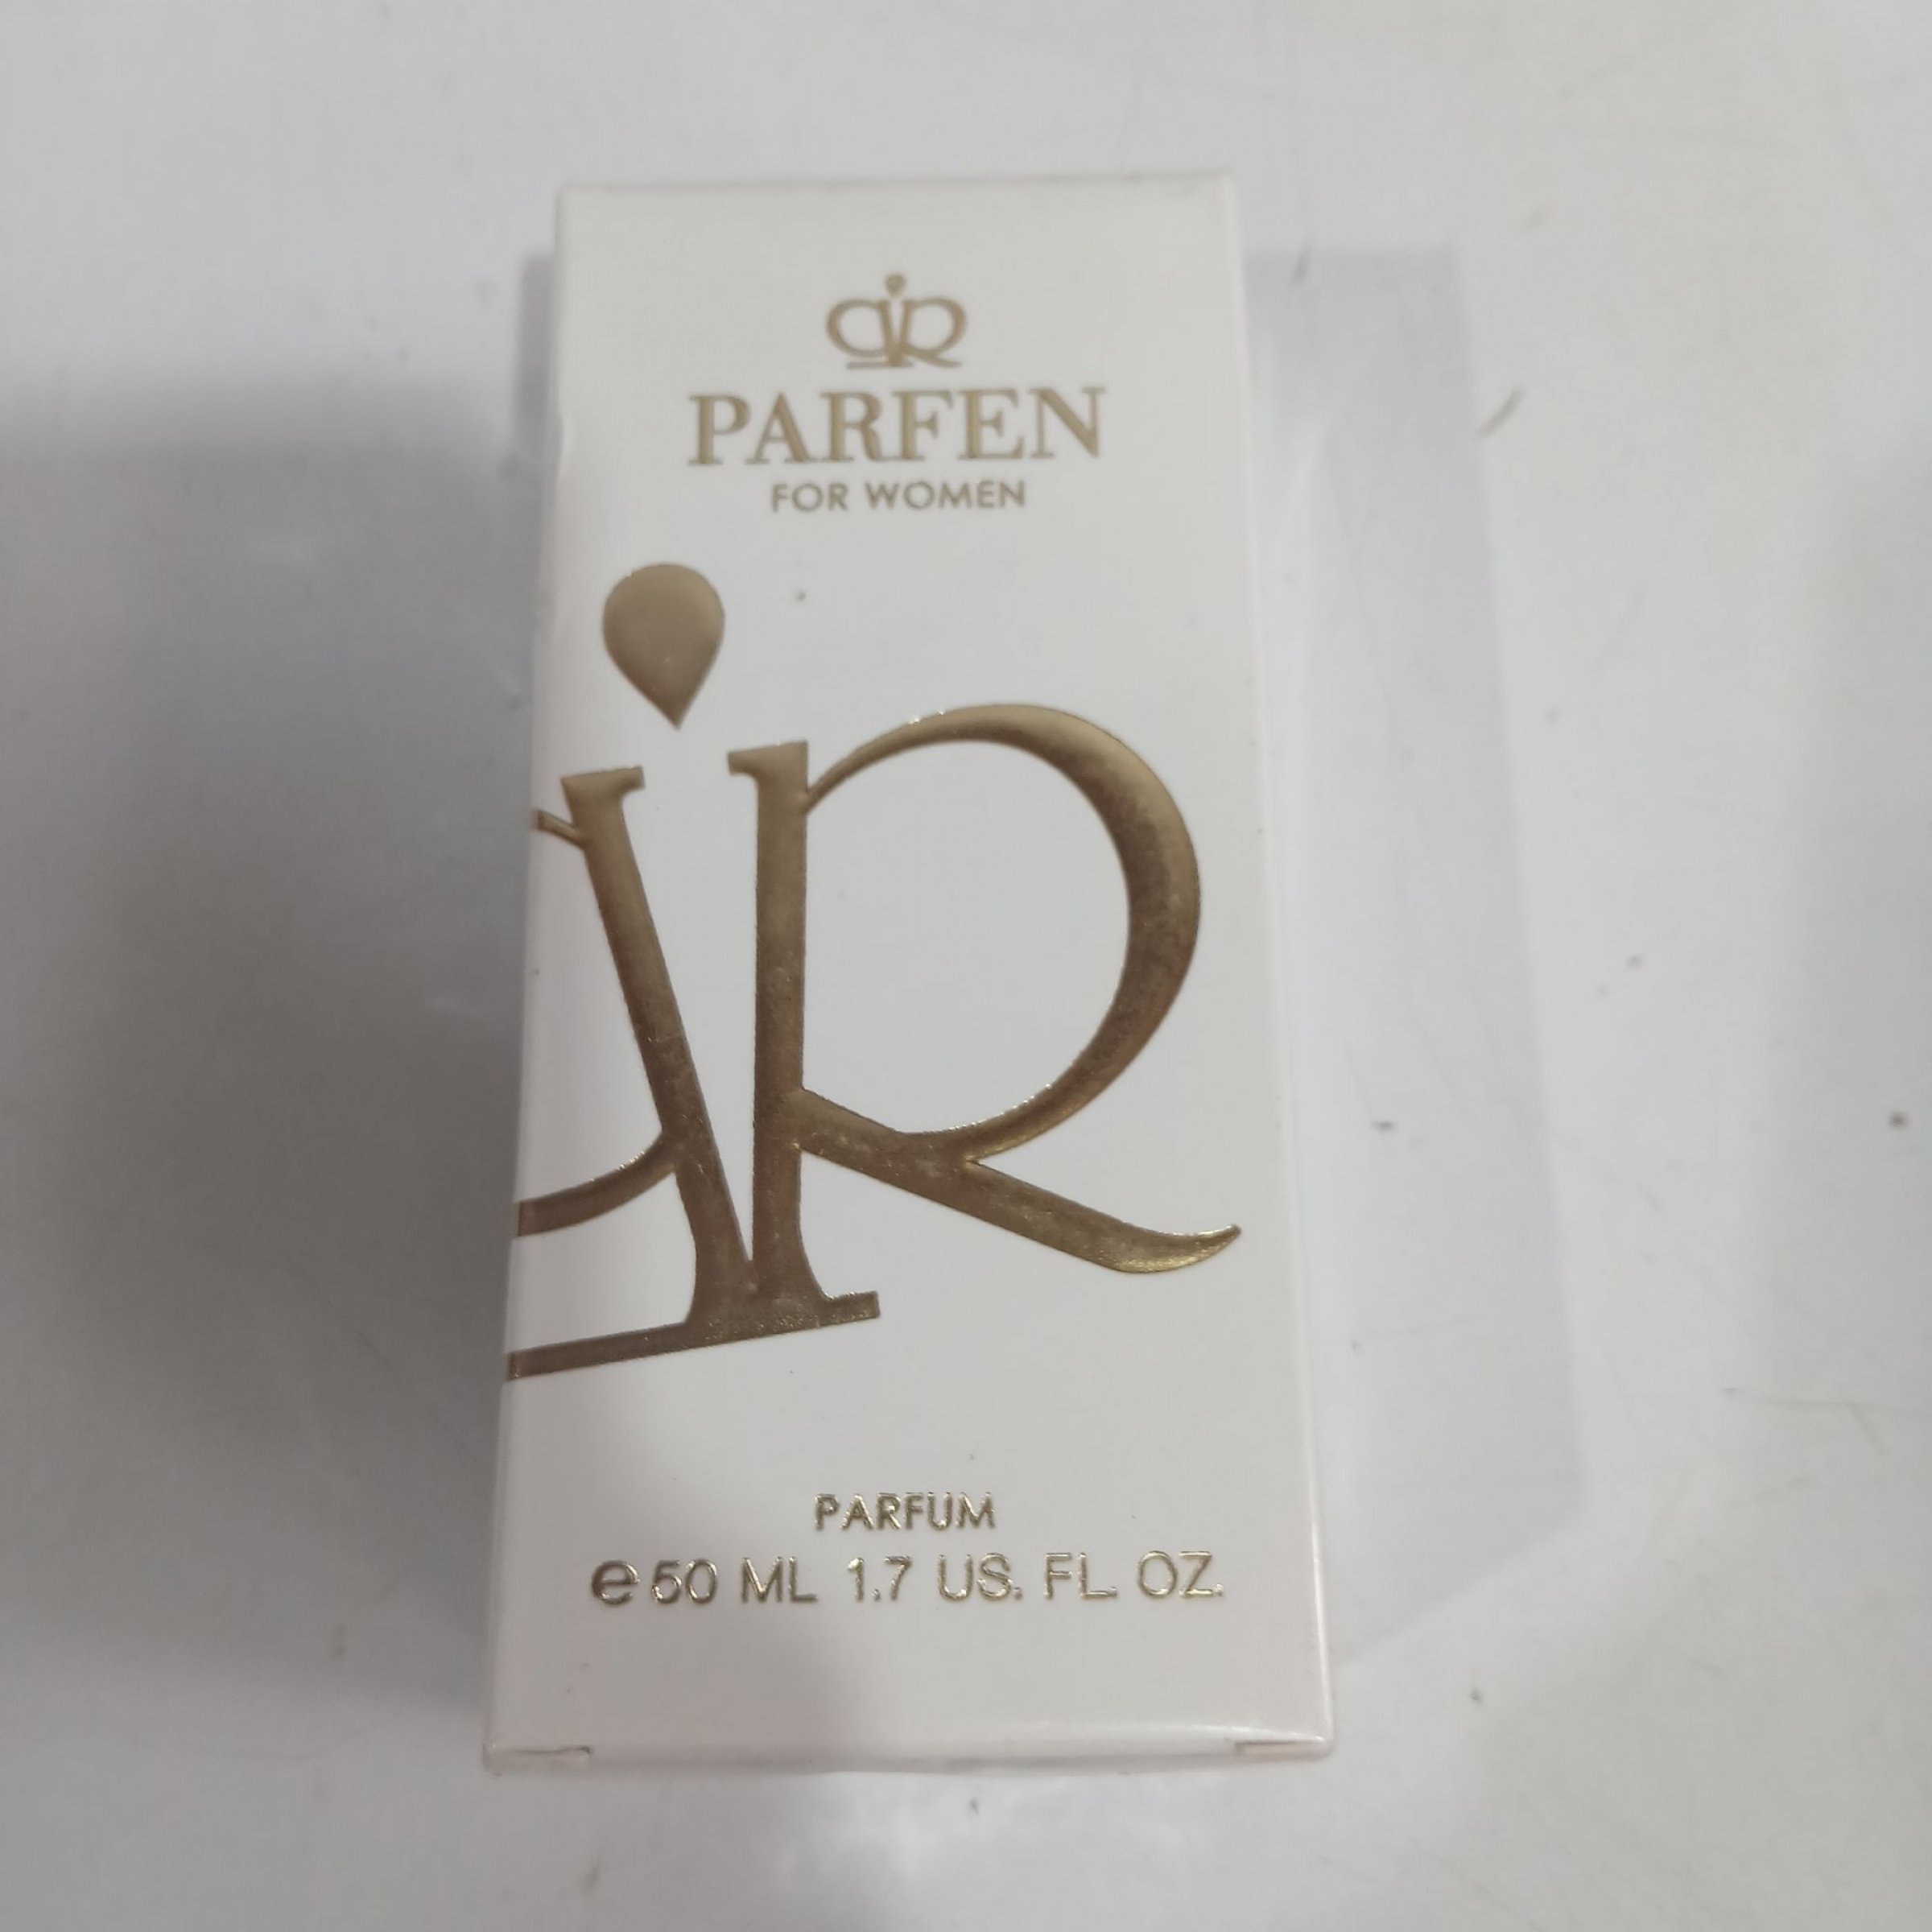 PARFEN
FOR WOMEN
PARFUM
℮50 ML 1.7 US. FL. OZ.